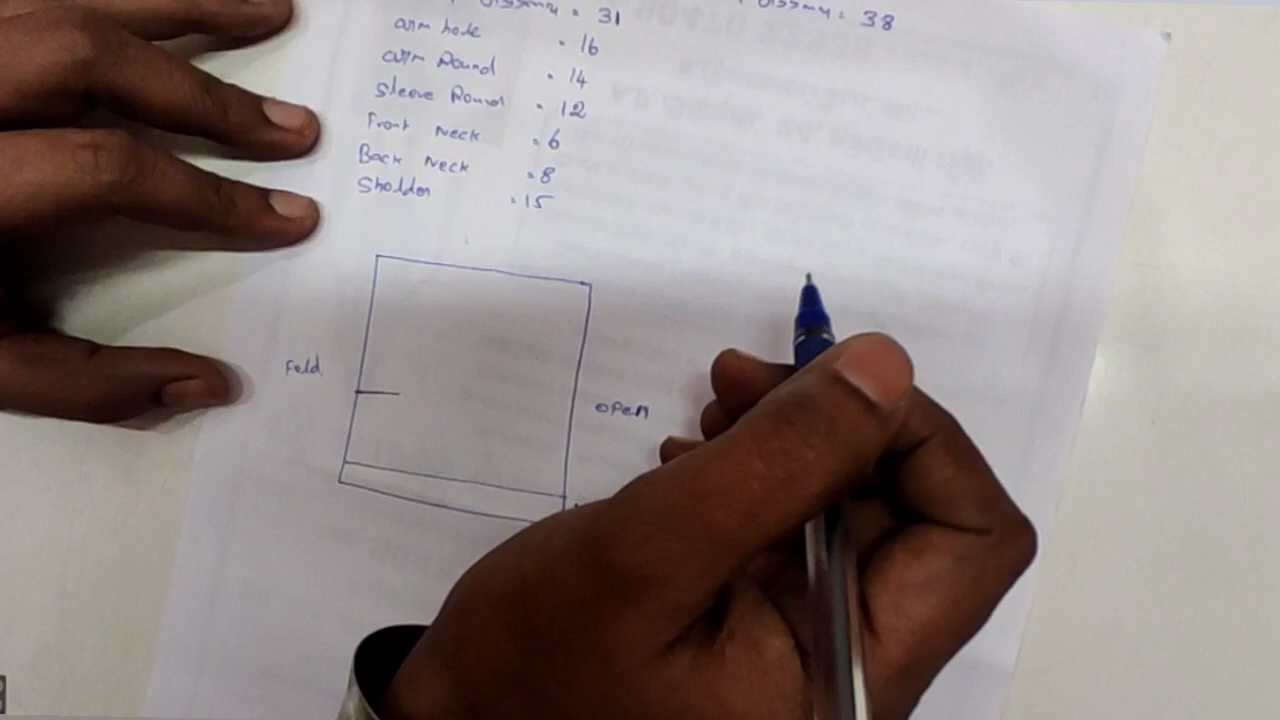 = 31
= 38
arm hode = 16
arm Round = 14
Sleeve Round = 12
Front Neck = 6
Back Neck = 8
Sholder = 15
Fold
open